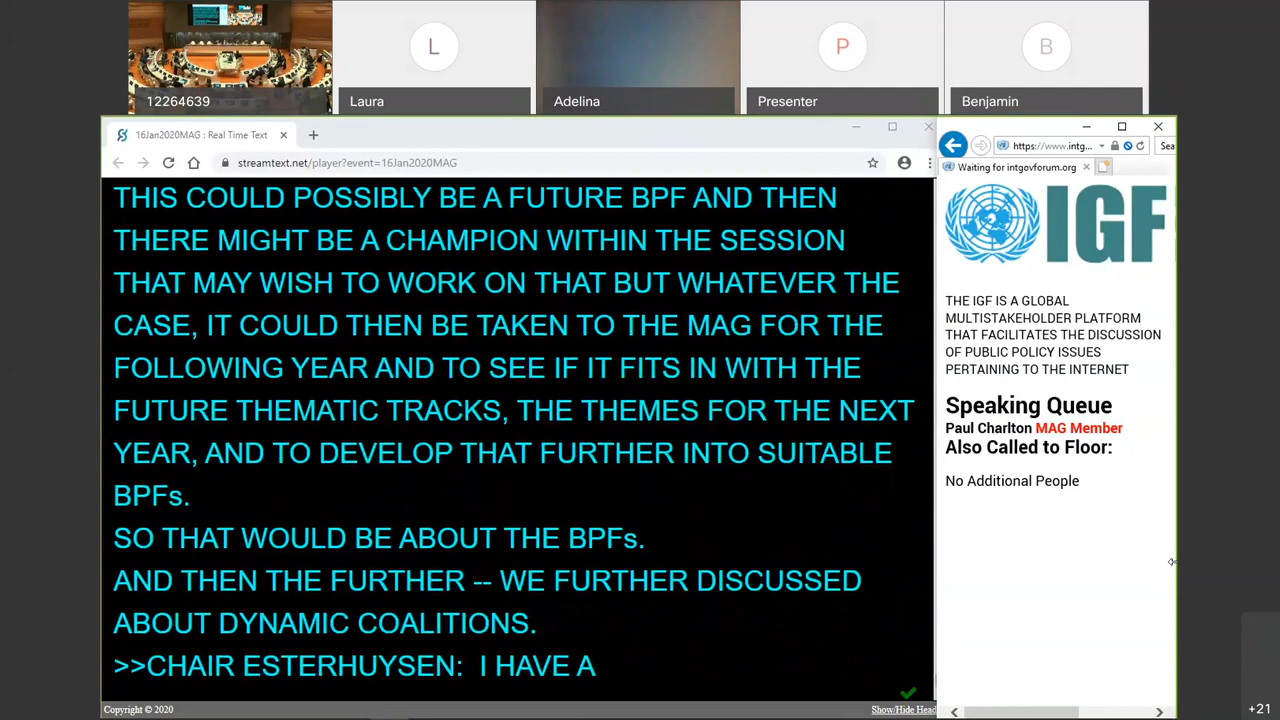 L
P
B
12264639
Laura
Adelina
Presenter
Benjamin
16Jan2020MAG : Real Time Text
streamtext.net/player?event=16Jan2020MAG
THIS COULD POSSIBLY BE A FUTURE BPF AND THEN
THERE MIGHT BE A CHAMPION WITHIN THE SESSION
THAT MAY WISH TO WORK ON THAT BUT WHATEVER THE
CASE, IT COULD THEN BE TAKEN TO THE MAG FOR THE
FOLLOWING YEAR AND TO SEE IF IT FITS IN WITH THE
FUTURE THEMATIC TRACKS, THE THEMES FOR THE NEXT
YEAR, AND TO DEVELOP THAT FURTHER INTO SUITABLE
BPFs.
SO THAT WOULD BE ABOUT THE BPFs.
AND THEN THE FURTHER -- WE FURTHER DISCUSSED
ABOUT DYNAMIC COALITIONS.
>>CHAIR ESTERHUYSEN:  I HAVE A
Copyright © 2020
Show/Hide Head
https://www.intg...
Sea
Waiting for intgovforum.org
IGF
THE IGF IS A GLOBAL
MULTISTAKEHOLDER PLATFORM
THAT FACILITATES THE DISCUSSION
OF PUBLIC POLICY ISSUES
PERTAINING TO THE INTERNET
Speaking Queue
Paul Charlton MAG Member
Also Called to Floor:
No Additional People
+21